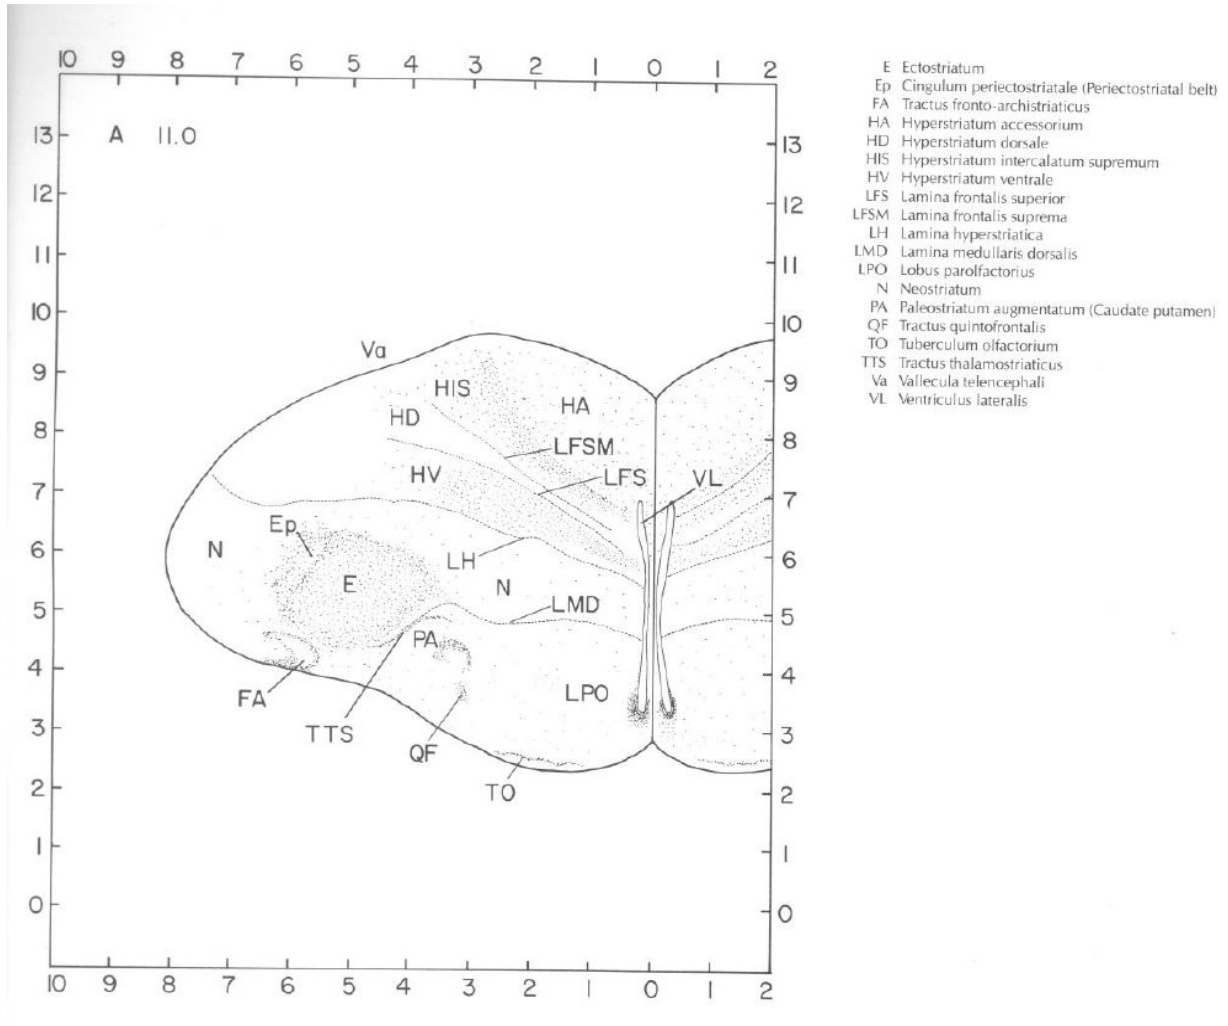 10 9 8 7 6 5 4 3 2 1 0 1 2
A 11.0
13
12
11
10
9
8
7
6
5
4
3
2
1
0
13
12
11
10
9
8
7
6
5
4
3
2
1
0
Va
HIS
HA
HD
LFSM
HV
LFS
VL
Ep
N
LH
E
N
LMD
PA
FA
LPO
TTS
QF
TO
10 9 8 7 6 5 4 3 2 1 0 1 2
E Ectostriatum
Ep Cingulum periectostriatale (Periectostriatal belt)
FA Tractus fronto-archistriaticus
HA Hyperstriatum accessorium
HD Hyperstriatum dorsale
HIS Hyperstriatum intercalatum supremum
HV Hyperstriatum ventrale
LFS Lamina frontalis superior
LFSM Lamina frontalis suprema
LH Lamina hyperstriatica
LMD Lamina medullaris dorsalis
LPO Lobus parolfactorius
N Neostriatum
PA Paleostriatum augmentatum (Caudate putamen)
QF Tractus quintofrontalis
TO Tuberculum olfactorium
TTS Tractus thalamostriaticus
Va Vallecula telencephali
VL Ventriculus lateralis